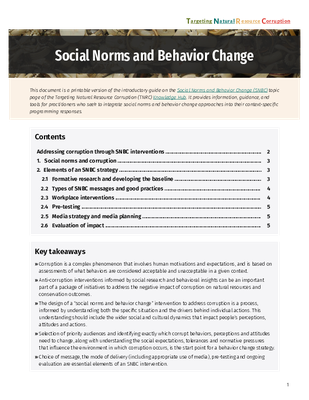 Targeting Natural Resource Corruption
Social Norms and Behavior Change
This document is a printable version of the introductory guide on the Social Norms and Behavior Change (SNBC) topic
page of the Targeting Natural Resource Corruption (TNRC) Knowledge Hub. It provides information, guidance, and
tools for practitioners who seek to integrate social norms and behavior change approaches into their context-specific
programming responses.
Contents
Addressing corruption through SNBC interventions 2
1. Social norms and corruption 3
2. Elements of an SNBC strategy 3
2.1 Formative research and developing the baseline 3
2.2 Types of SNBC messages and good practices 4
2.3 Workplace interventions 4
2.4 Pre-testing 5
2.5 Media strategy and media planning 5
2.6 Evaluation of impact 5
Key takeaways
» Corruption is a complex phenomenon that involves human motivations and expectations, and is based on
assessments of what behaviors are considered acceptable and unacceptable in a given context.
» Anti-corruption interventions informed by social research and behavioral insights can be an important
part of a package of initiatives to address the negative impact of corruption on natural resources and
conservation outcomes.
» The design of a "social norms and behavior change" intervention to address corruption is a process,
informed by understanding both the specific situation and the drivers behind individual actions. This
understanding should include the wider social and cultural dynamics that impact people's perceptions,
attitudes and actions.
» Selection of priority audiences and identifying exactly which corrupt behaviors, perceptions and attitudes
need to change, along with understanding the social expectations, tolerances and normative pressures
that influence the environment in which corruption occurs, is the start point for a behavior change strategy.
» Choice of message, the mode of delivery (including appropriate use of media), pre-testing and ongoing
evaluation are essential elements of an SNBC intervention.
1